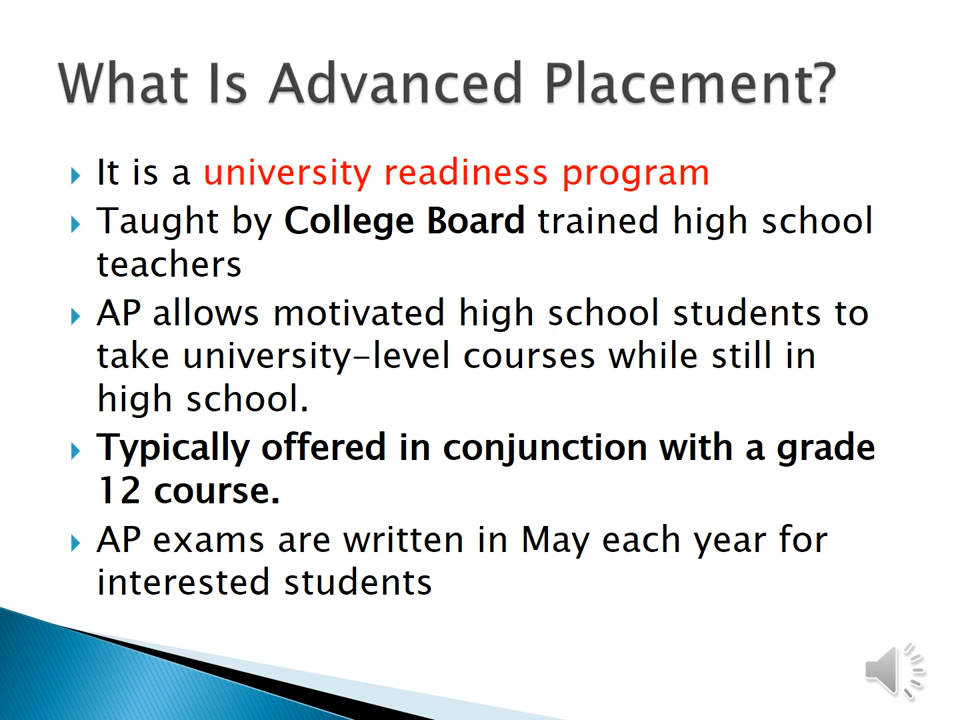 What Is Advanced Placement?
It is a university readiness program
Taught by College Board trained high school
teachers
AP allows motivated high school students to
take university-level courses while still in
high school.
Typically offered in conjunction with a grade
12 course.
AP exams are written in May each year for
interested students